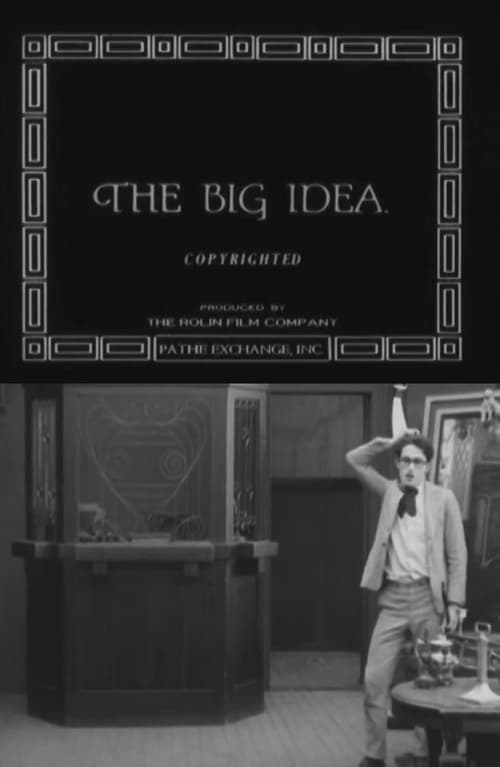 THE BIG IDEA.
COPYRIGHTED
PRODUCED BY
THE ROLIN FILM COMPANY
PATHE EXCHANGE, INC.